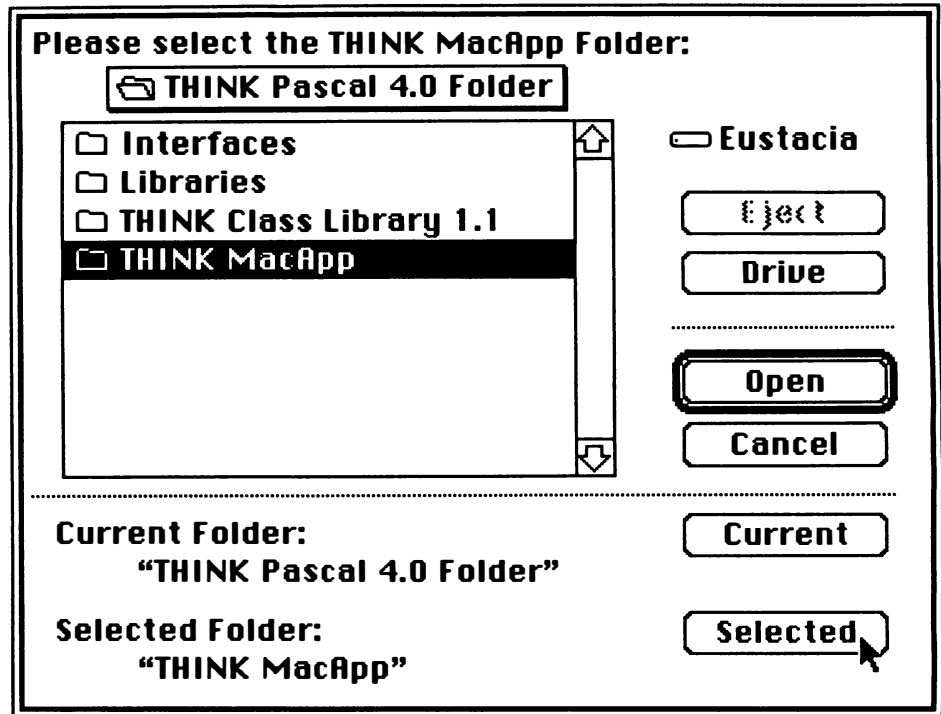 Please select the THINK MacApp Folder:
THINK Pascal 4.0 Folder
Interfaces
Libraries
THINK Class Library 1.1
THINK MacApp
Eustacia
Eject
Drive
Open
Cancel
Current Folder:
“THINK Pascal 4.0 Folder”
Current
Selected Folder:
“THINK MacApp”
Selected